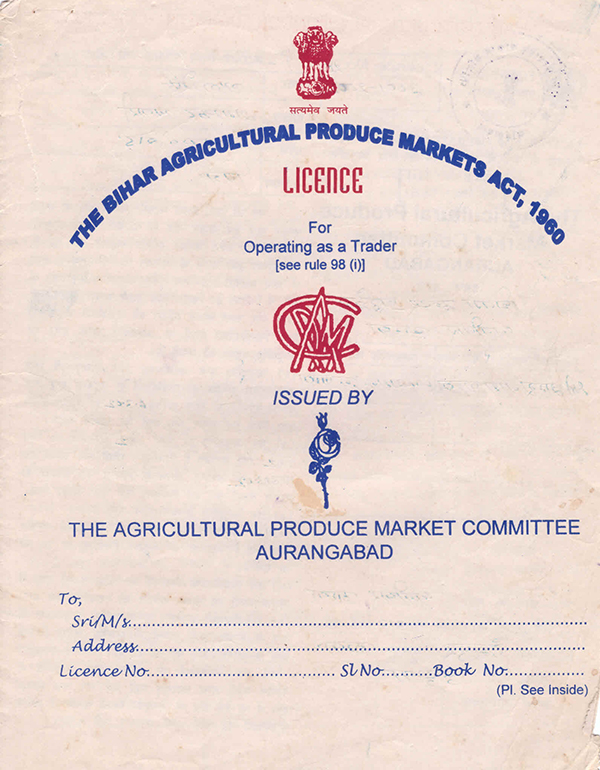 सत्यमेव जयते
THE BIHAR AGRICULTURAL PRODUCE MARKETS ACT, 1960
LICENCE
For
Operating as a Trader
[see rule 98 (i)]
ISSUED BY
THE AGRICULTURAL PRODUCE MARKET COMMITTEE
AURANGABAD
To,
Sri/M/s.
Address
Licence No. Sl No. Book No.
(Pl. See Inside)